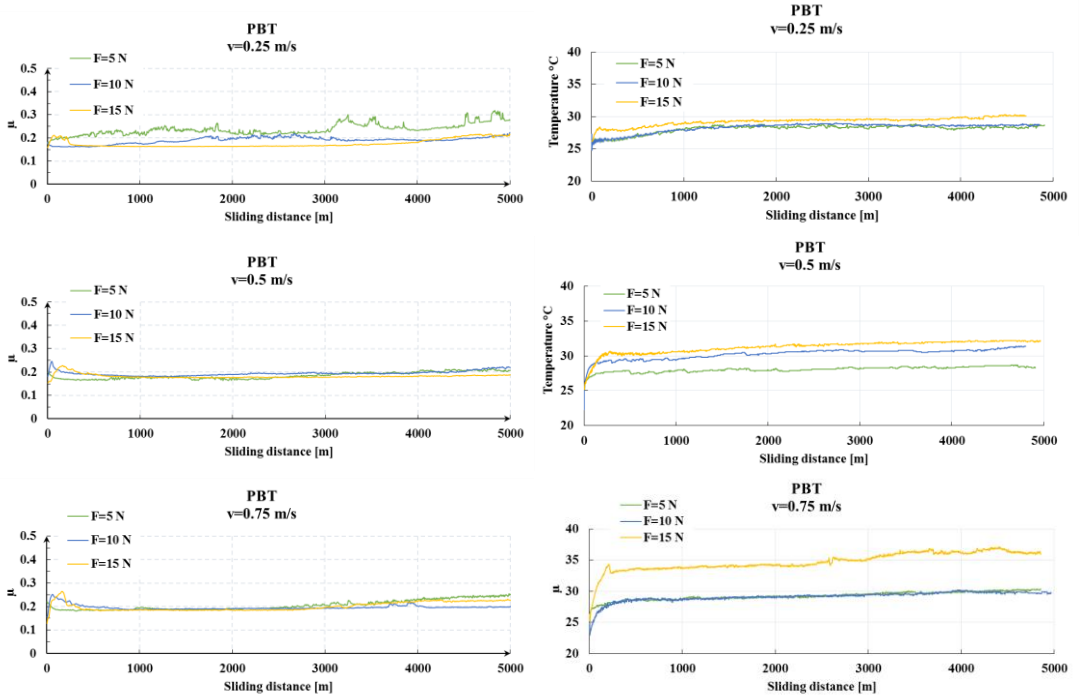 PBT
v=0.25 m/s
F=5 N
F=10 N
F=15 N
0.5
0.4
0.3
0.2
0.1
0
µ
0
1000
2000
3000
4000
5000
Sliding distance [m]
PBT
v=0.25 m/s
F=5 N
F=10 N
F=15 N
40
35
30
25
20
Temperature °C
0
1000
2000
3000
4000
5000
Sliding distance [m]
PBT
v=0.5 m/s
F=5 N
F=10 N
F=15 N
0.5
0.4
0.3
0.2
0.1
0
µ
0
1000
2000
3000
4000
5000
Sliding distance [m]
PBT
v=0.5 m/s
F=5 N
F=10 N
F=15 N
40
35
30
25
20
Temperature °C
0
1000
2000
3000
4000
5000
Sliding distance [m]
PBT
v=0.75 m/s
F=5 N
F=10 N
F=15 N
0.5
0.4
0.3
0.2
0.1
0
µ
0
1000
2000
3000
4000
5000
Sliding distance [m]
PBT
v=0.75 m/s
F=5 N
F=10 N
F=15 N
40
35
30
25
20
µ
0
1000
2000
3000
4000
5000
Sliding distance [m]